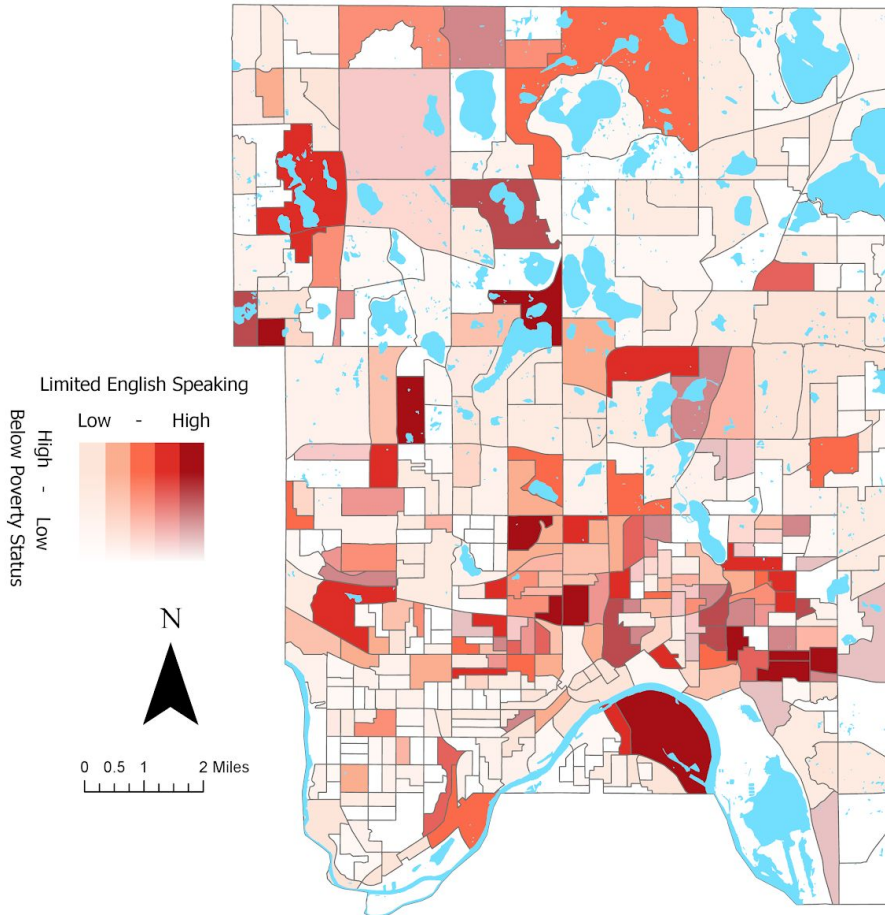 Limited English Speaking
Low - High
Below Poverty Status
High - Low
N
0 0.5 1 2 Miles